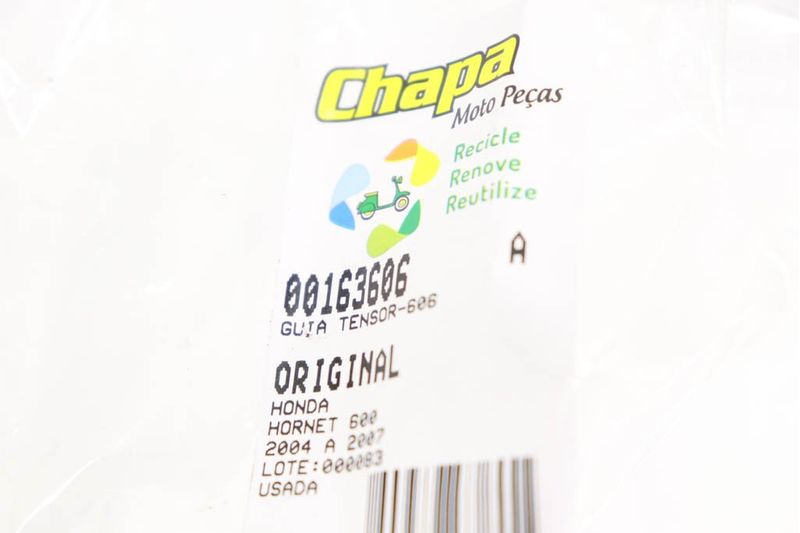 Chapa
Moto Peças
Recicle
Renove
Reutilize
A
00163606
GUIA TENSOR-606
ORIGINAL
HONDA
HORNET 600
2004 A 2007
LOTE:000083
USADA